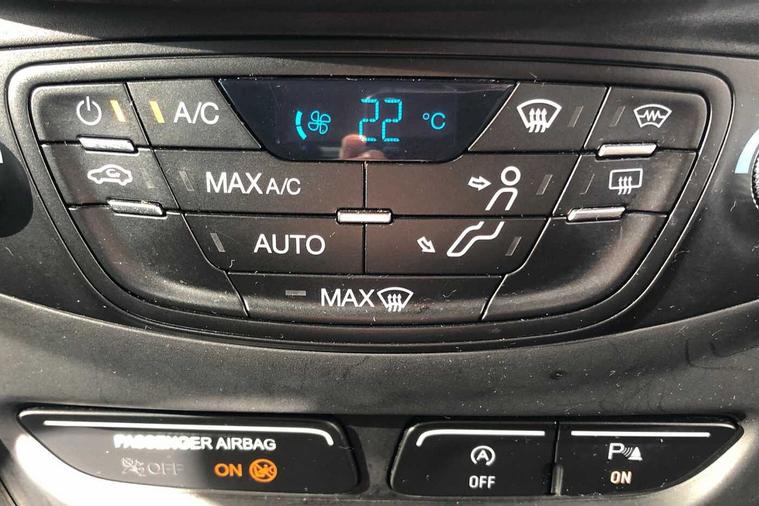 A/C
22 °C
MAX A/C
AUTO
MAX
PASSENGER AIRBAG
OFF ON
A
OFF
P
ON